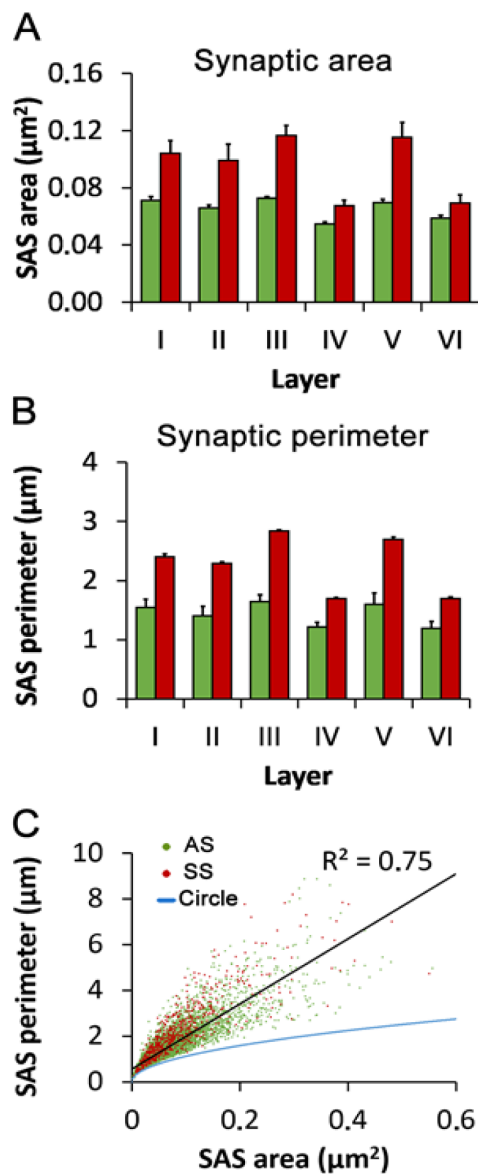 A
Synaptic area
SAS area (µm²)
0.16
0.12
0.08
0.04
0.00
I II III IV V VI
Layer
B
Synaptic perimeter
SAS perimeter (µm)
4
3
2
1
0
I II III IV V VI
Layer
C
SAS perimeter (µm)
10
8
6
4
2
0
AS
SS
Circle
R² = 0.75
0 0.2 0.4 0.6
SAS area (µm²)